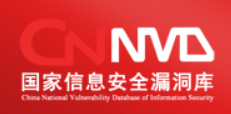 CNNVD
国家信息安全漏洞库
China National Vulnerability Database of Information Security